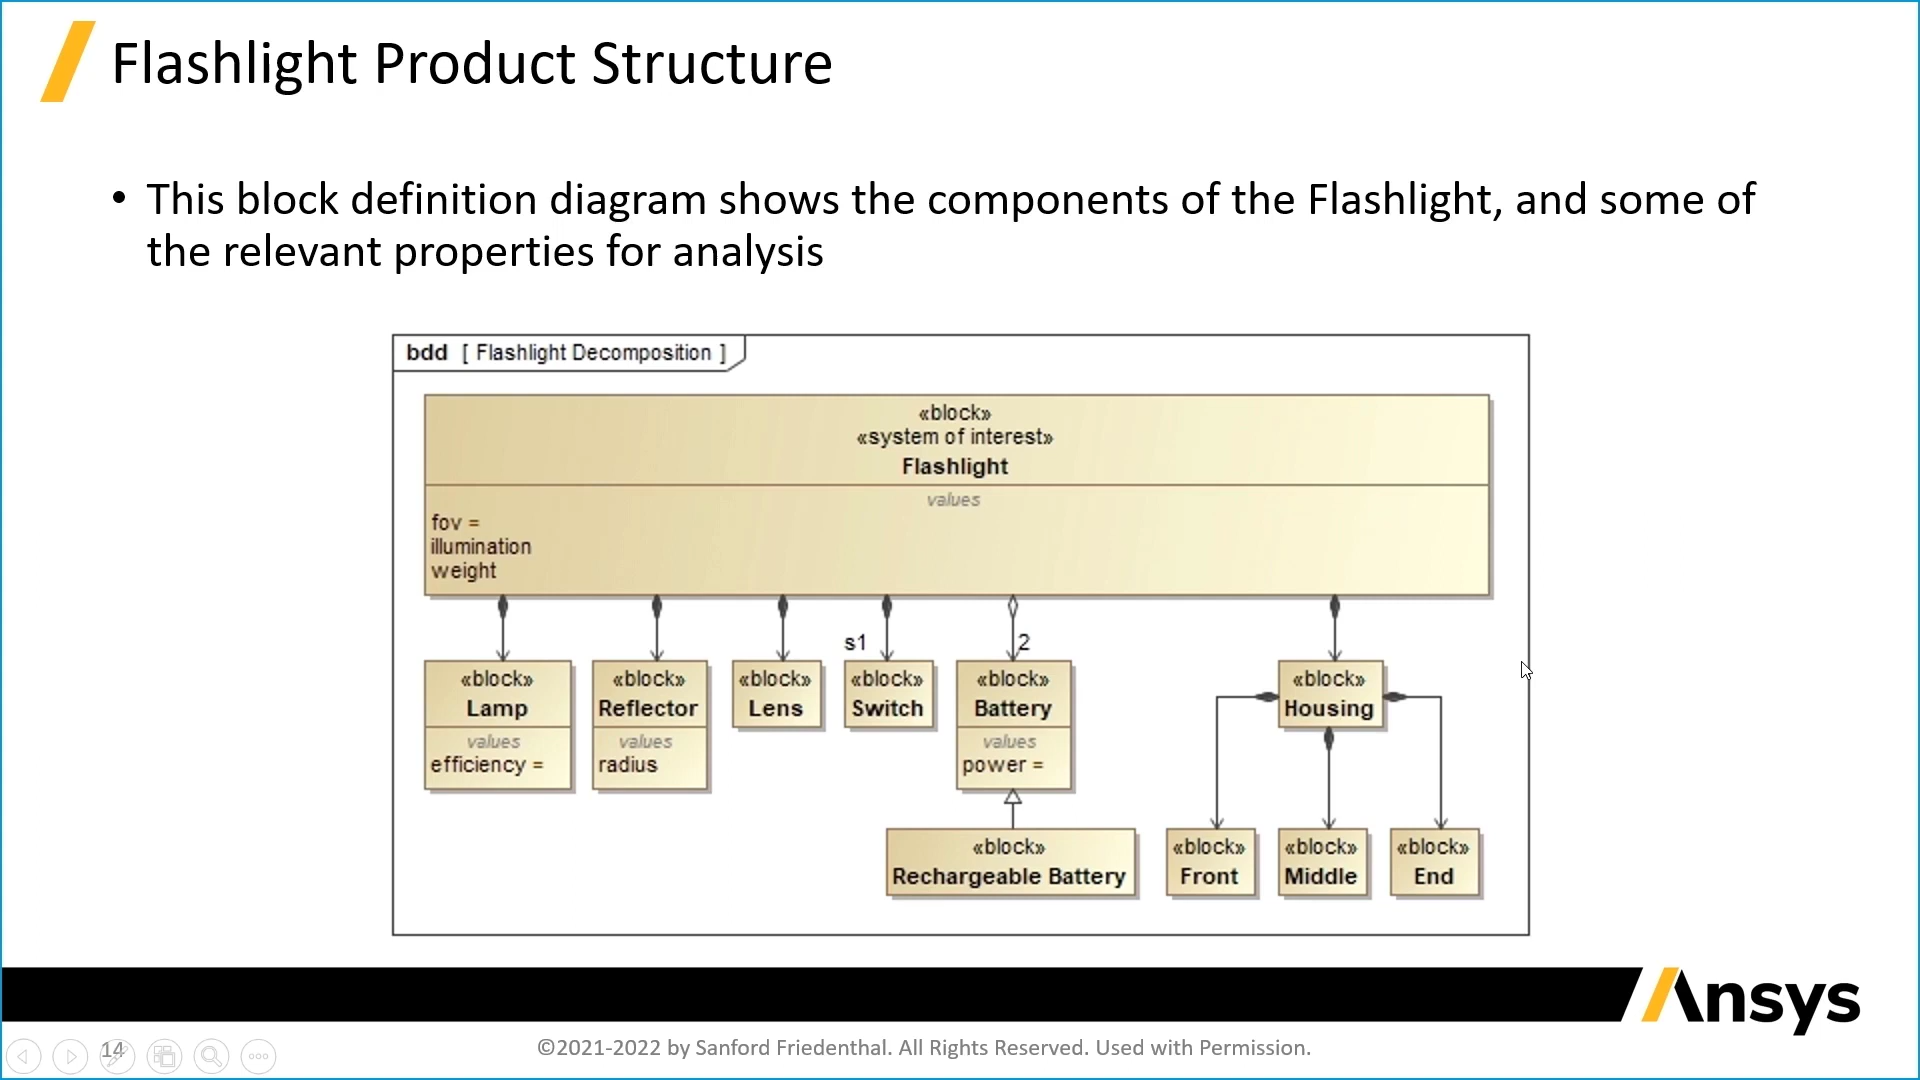 Flashlight Product Structure
• This block definition diagram shows the components of the Flashlight, and some of
the relevant properties for analysis
bdd [ Flashlight Decomposition ]
«block»
«system of interest»
Flashlight
values
fov =
illumination
weight
s1
2
«block»
Lamp
values
efficiency =
«block»
Reflector
values
radius
«block»
Lens
«block»
Switch
«block»
Battery
values
power =
«block»
Housing
«block»
Rechargeable Battery
«block»
Front
«block»
Middle
«block»
End
Ansys
14
©2021-2022 by Sanford Friedenthal. All Rights Reserved. Used with Permission.